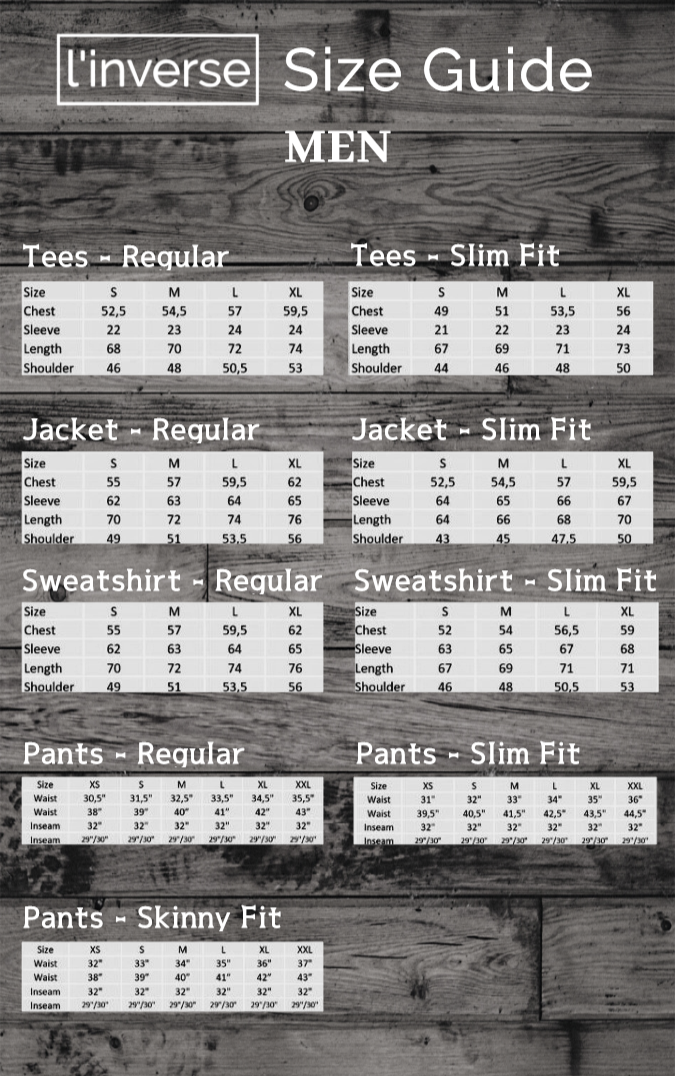 l'inverse Size Guide
MEN
Tees - Regular
Size S M L XL
Chest 52,5 54,5 57 59,5
Sleeve 22 23 24 24
Length 68 70 72 74
Shoulder 46 48 50,5 53
Tees - Slim Fit
Size S M L XL
Chest 49 51 53,5 56
Sleeve 21 22 23 24
Length 67 69 71 73
Shoulder 44 46 48 50
Jacket - Regular
Size S M L XL
Chest 55 57 59,5 62
Sleeve 62 63 64 65
Length 70 72 74 76
Shoulder 49 51 53,5 56
Jacket - Slim Fit
Size S M L XL
Chest 52,5 54,5 57 59,5
Sleeve 64 65 66 67
Length 64 66 68 70
Shoulder 43 45 47,5 50
Sweatshirt - Regular
Size S M L XL
Chest 55 57 59,5 62
Sleeve 62 63 64 65
Length 70 72 74 76
Shoulder 49 51 53,5 56
Sweatshirt - Slim Fit
Size S M L XL
Chest 52 54 56,5 59
Sleeve 63 65 67 68
Length 67 69 71 71
Shoulder 46 48 50,5 53
Pants - Regular
Size XS S M L XL XXL
Waist 30,5" 31,5" 32,5" 33,5" 34,5" 35,5"
Waist 38" 39" 40" 41" 42" 43"
Inseam 32" 32" 32" 32" 32" 32"
Inseam 29"/30" 29"/30" 29"/30" 29"/30" 29"/30" 29"/30"
Pants - Slim Fit
Size XS S M L XL XXL
Waist 31" 32" 33" 34" 35" 36"
Waist 39,5" 40,5" 41,5" 42,5" 43,5" 44,5"
Inseam 32" 32" 32" 32" 32" 32"
Inseam 29"/30" 29"/30" 29"/30" 29"/30" 29"/30" 29"/30"
Pants - Skinny Fit
Size XS S M L XL XXL
Waist 32" 33" 34" 35" 36" 37"
Waist 38" 39" 40" 41" 42" 43"
Inseam 32" 32" 32" 32" 32" 32"
Inseam 29"/30" 29"/30" 29"/30" 29"/30" 29"/30" 29"/30"